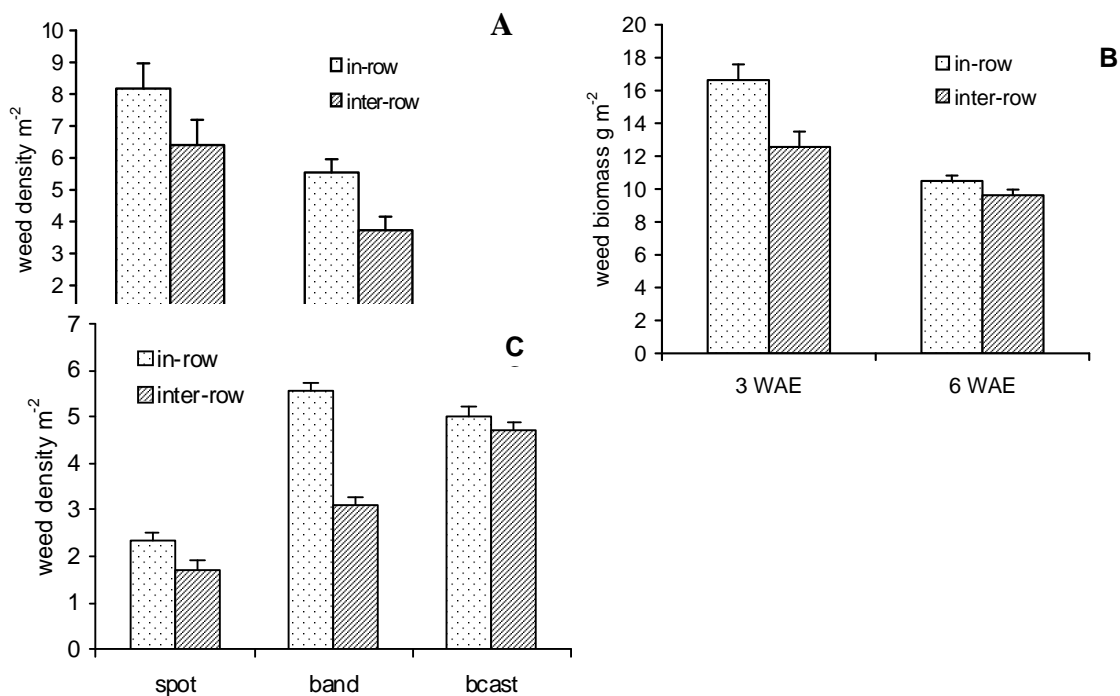 A
10
9
8
7
6
5
4
3
2
weed density m-2
in-row
inter-row
B
20
18
16
14
12
10
8
6
4
2
0
weed biomass g m-2
in-row
inter-row
3 WAE
6 WAE
C
7
6
5
4
3
2
1
0
weed density m-2
in-row
inter-row
spot
band
bcast